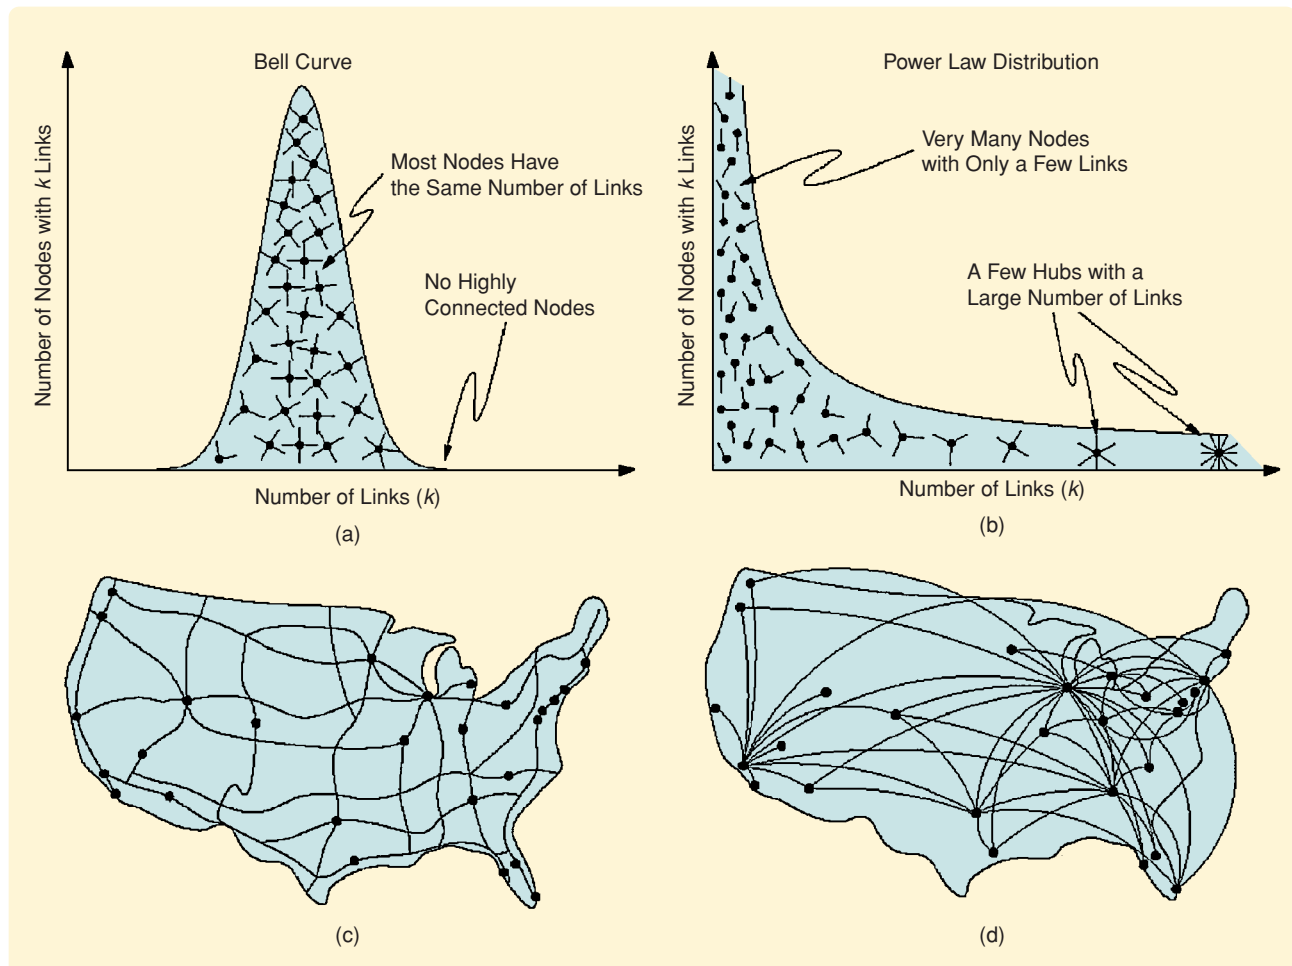 Bell Curve
Number of Nodes with k Links
Most Nodes Have
the Same Number of Links
No Highly
Connected Nodes
Number of Links (k)
(a)
Power Law Distribution
Number of Nodes with k Links
Very Many Nodes
with Only a Few Links
A Few Hubs with a
Large Number of Links
Number of Links (k)
(b)
(c)
(d)